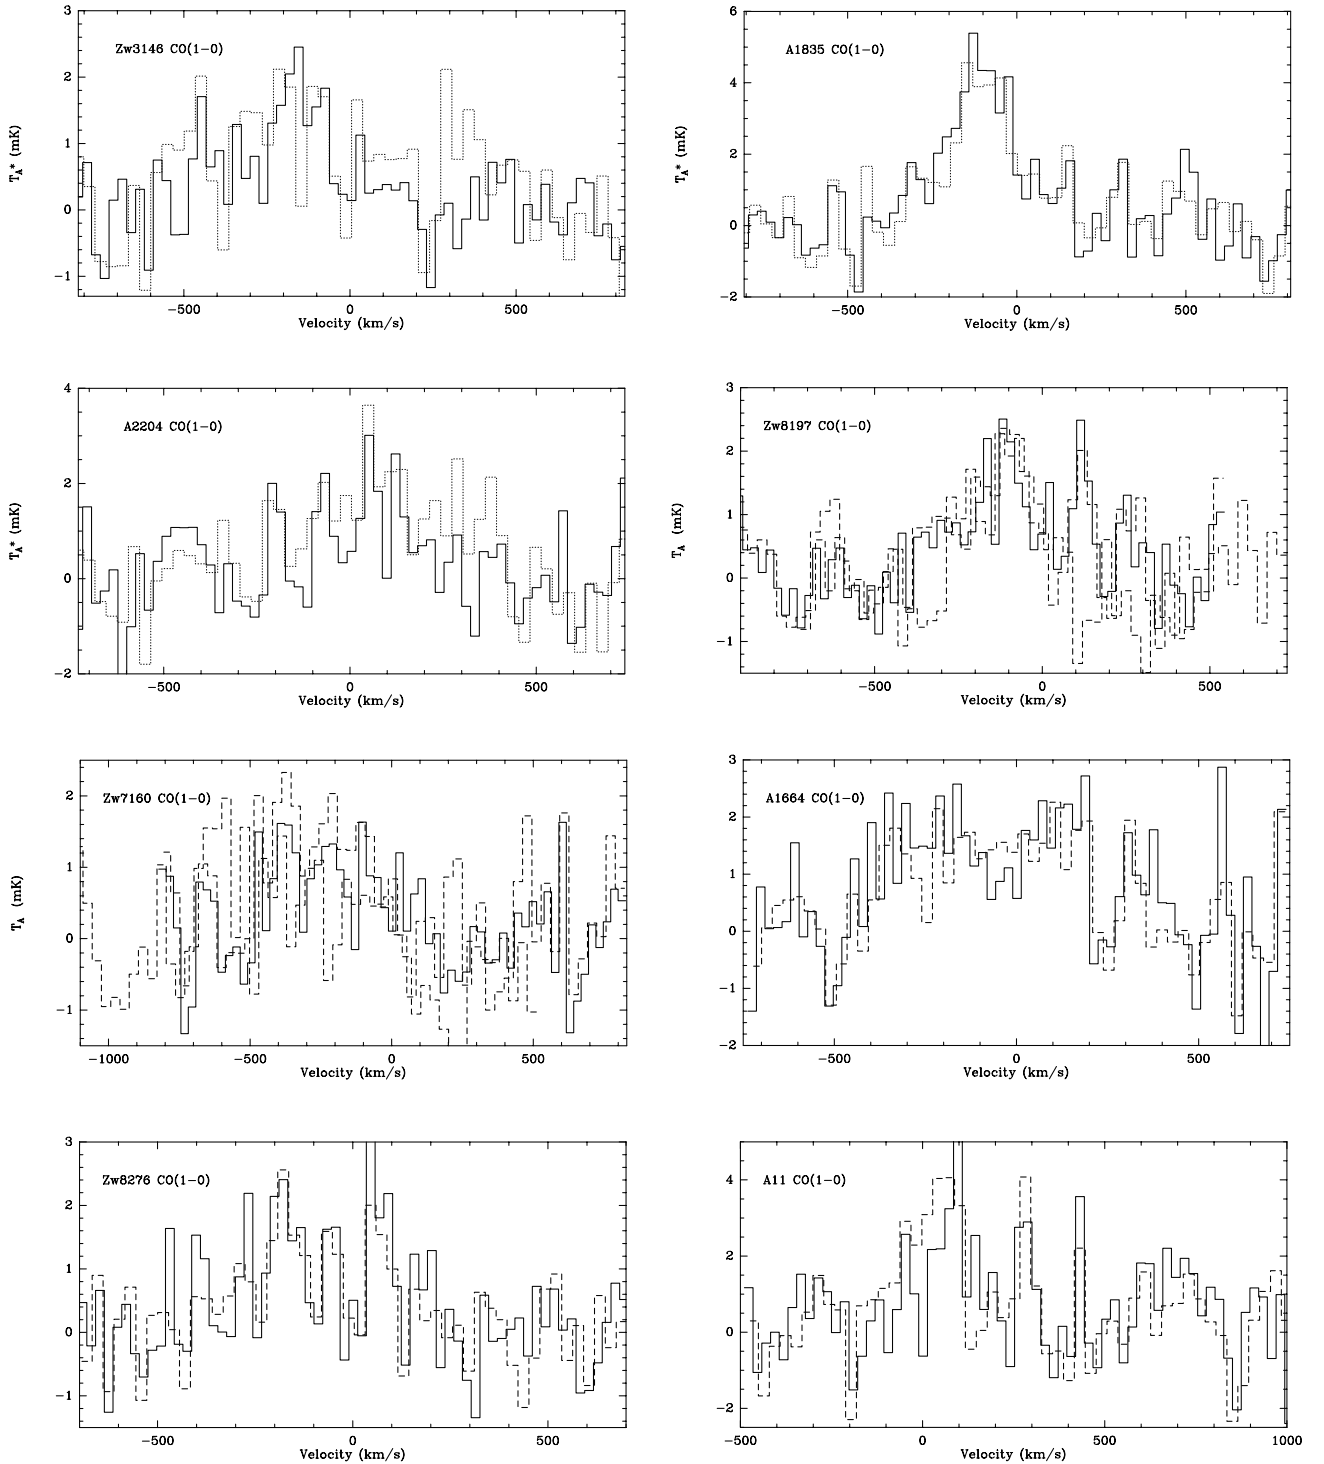 3
2
1
0
−1
Zw3146 CO(1−0)
T_A* (mK)
−500 0 500
Velocity (km/s)
6
4
2
0
−2
A1835 CO(1−0)
T_A* (mK)
−500 0 500
Velocity (km/s)
4
2
0
−2
A2204 CO(1−0)
T_A* (mK)
−500 0 500
Velocity (km/s)
3
2
1
0
−1
Zw8197 CO(1−0)
T_A (mK)
−500 0 500
Velocity (km/s)
2
1
0
−1
Zw7160 CO(1−0)
T_A (mK)
−1000 −500 0 500
Velocity (km/s)
3
2
1
0
−1
−2
A1664 CO(1−0)
−500 0 500
Velocity (km/s)
3
2
1
0
−1
Zw8276 CO(1−0)
−500 0 500
Velocity (km/s)
4
2
0
−2
A11 CO(1−0)
−500 0 500 1000
Velocity (km/s)